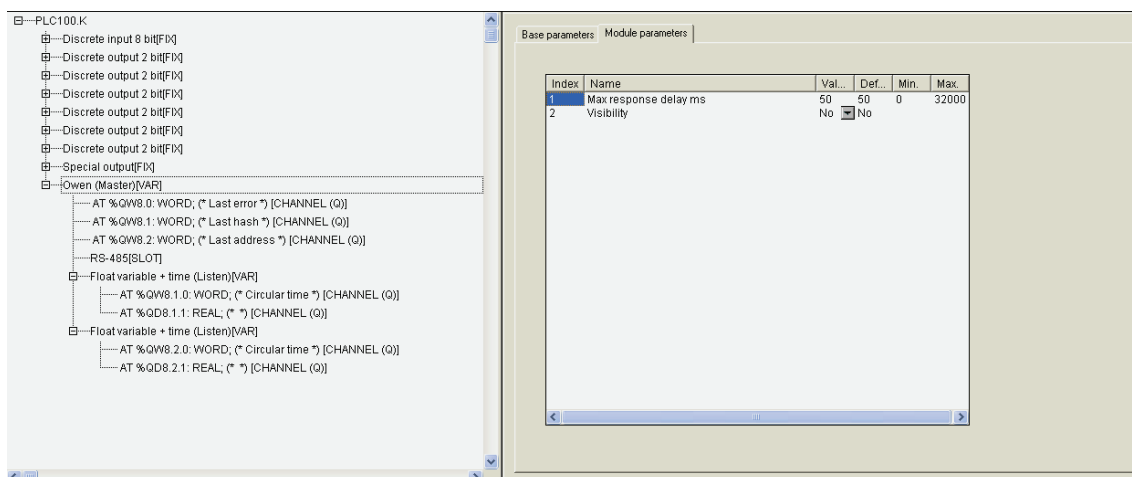 PLC100.K
Discrete input 8 bit[FIX]
Discrete output 2 bit[FIX]
Discrete output 2 bit[FIX]
Discrete output 2 bit[FIX]
Discrete output 2 bit[FIX]
Discrete output 2 bit[FIX]
Discrete output 2 bit[FIX]
Special output[FIX]
Owen (Master)[VAR]
AT %QW8.0: WORD; (* Last error *) [CHANNEL (Q)]
AT %QW8.1: WORD; (* Last hash *) [CHANNEL (Q)]
AT %QW8.2: WORD; (* Last address *) [CHANNEL (Q)]
RS-485[SLOT]
Float variable + time (Listen)[VAR]
AT %QW8.1.0: WORD; (* Circular time *) [CHANNEL (Q)]
AT %QD8.1.1: REAL; (* *) [CHANNEL (Q)]
Float variable + time (Listen)[VAR]
AT %QW8.2.0: WORD; (* Circular time *) [CHANNEL (Q)]
AT %QD8.2.1: REAL; (* *) [CHANNEL (Q)]
Base parameters Module parameters
Index Name Val... Def... Min. Max.
1 Max response delay ms 50 50 0 32000
2 Visibility No No